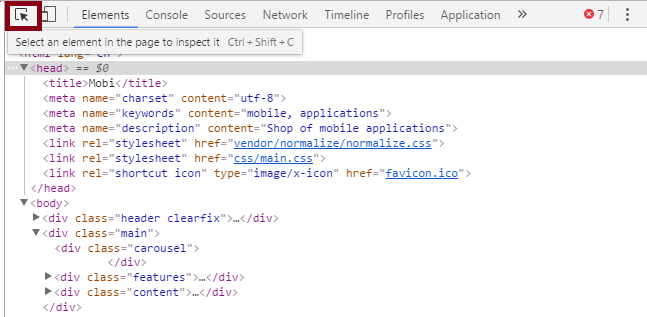 Elements Console Sources Network Timeline Profiles Application » 7
Select an element in the page to inspect it Ctrl + Shift + C
…<head> == $0
<title>Mobi</title>
<meta name="charset" content="utf-8">
<meta name="keywords" content="mobile, applications">
<meta name="description" content="Shop of mobile applications">
<link rel="stylesheet" href="vendor/normalize/normalize.css">
<link rel="stylesheet" href="css/main.css">
<link rel="shortcut icon" type="image/x-icon" href="favicon.ico">
</head>
<body>
<div class="header clearfix">…</div>
<div class="main">
<div class="carousel">
</div>
<div class="features">…</div>
<div class="content">…</div>
</div>